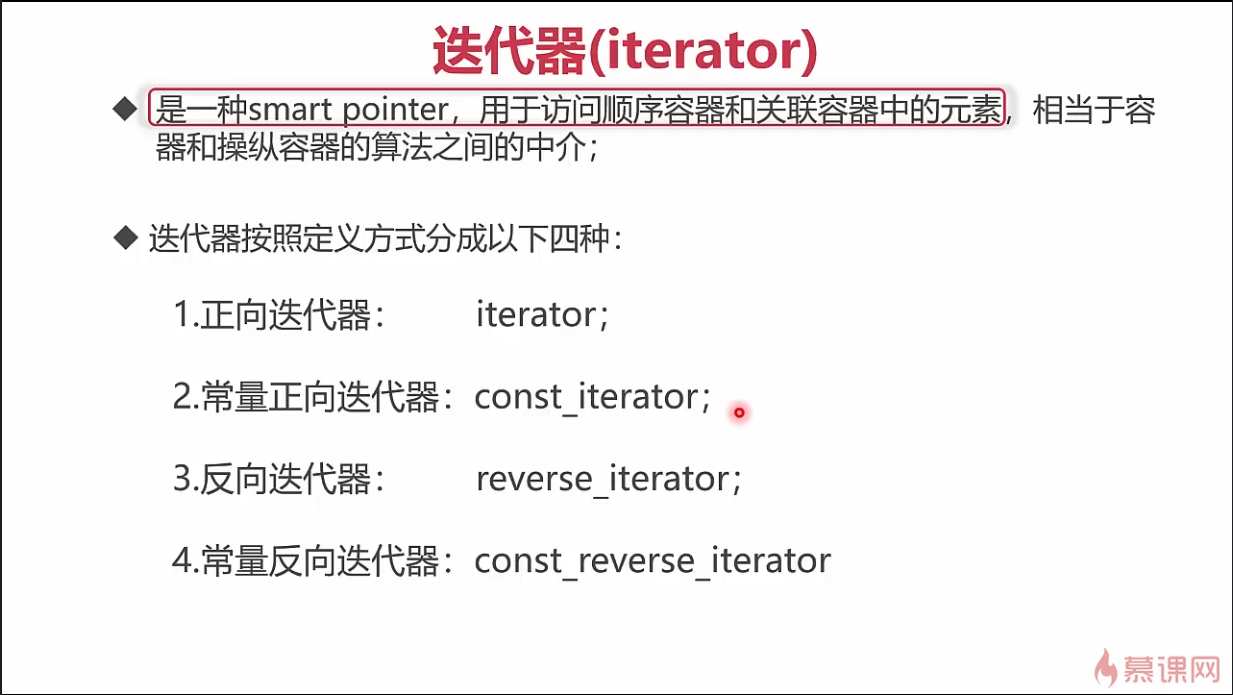 迭代器(iterator)
◆ 是一种smart pointer，用于访问顺序容器和关联容器中的元素，相当于容
器和操纵容器的算法之间的中介；
◆ 迭代器按照定义方式分成以下四种：
1.正向迭代器： iterator；
2.常量正向迭代器：const_iterator；
3.反向迭代器： reverse_iterator；
4.常量反向迭代器：const_reverse_iterator
慕课网